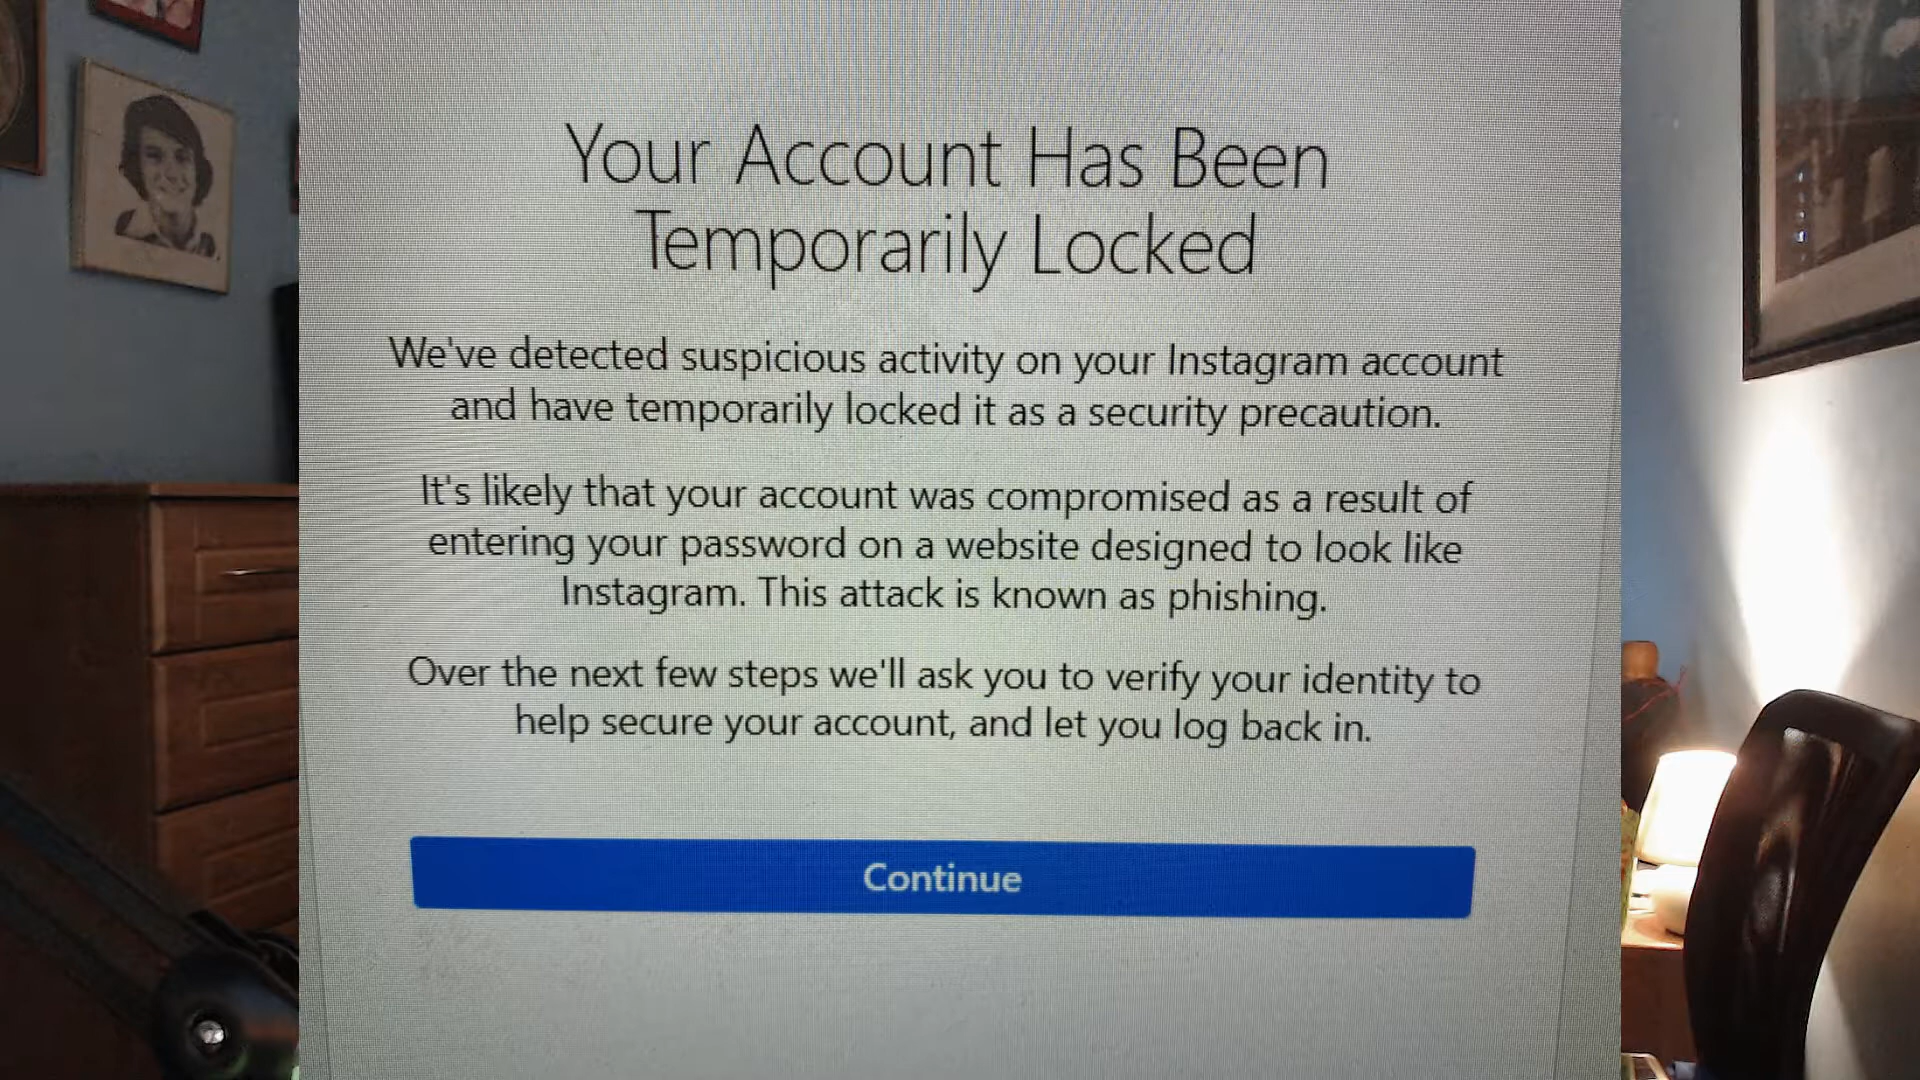 Your Account Has Been
Temporarily Locked
We've detected suspicious activity on your Instagram account
and have temporarily locked it as a security precaution.
It's likely that your account was compromised as a result of
entering your password on a website designed to look like
Instagram. This attack is known as phishing.
Over the next few steps we'll ask you to verify your identity to
help secure your account, and let you log back in.
Continue